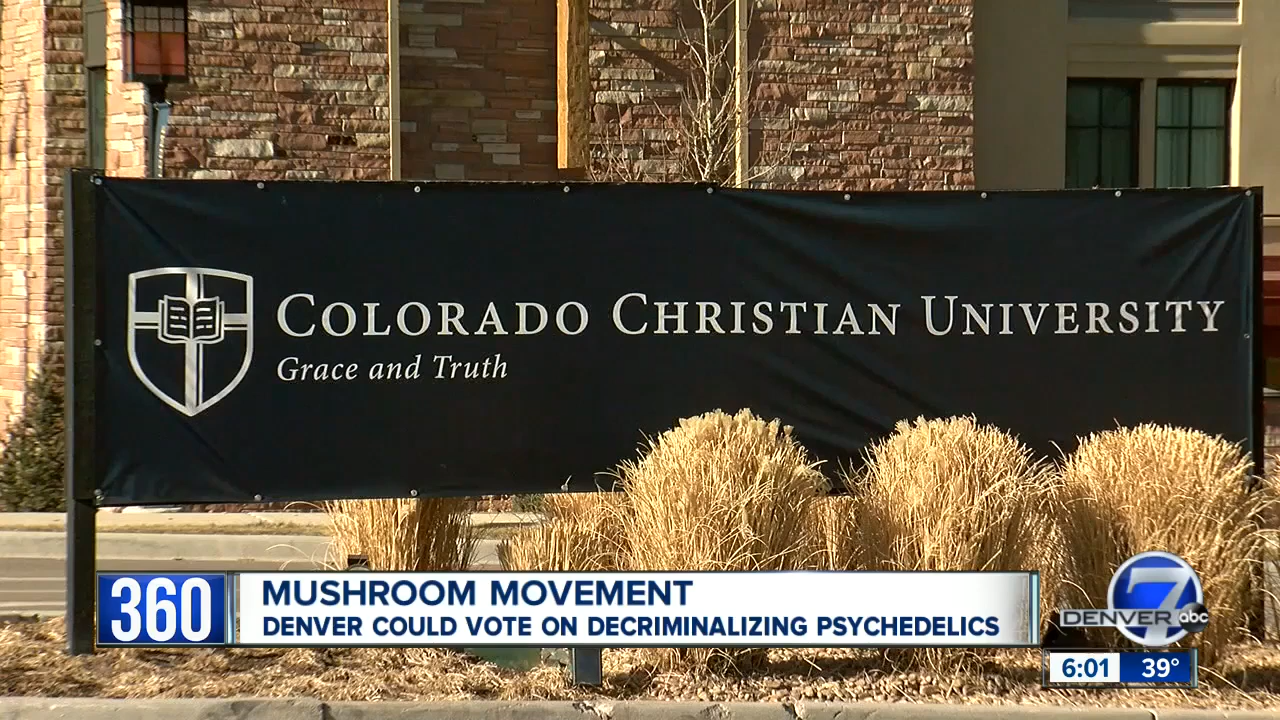 COLORADO CHRISTIAN UNIVERSITY
Grace and Truth
360
MUSHROOM MOVEMENT
DENVER COULD VOTE ON DECRIMINALIZING PSYCHEDELICS
DENVER 7 abc
6:01 39°